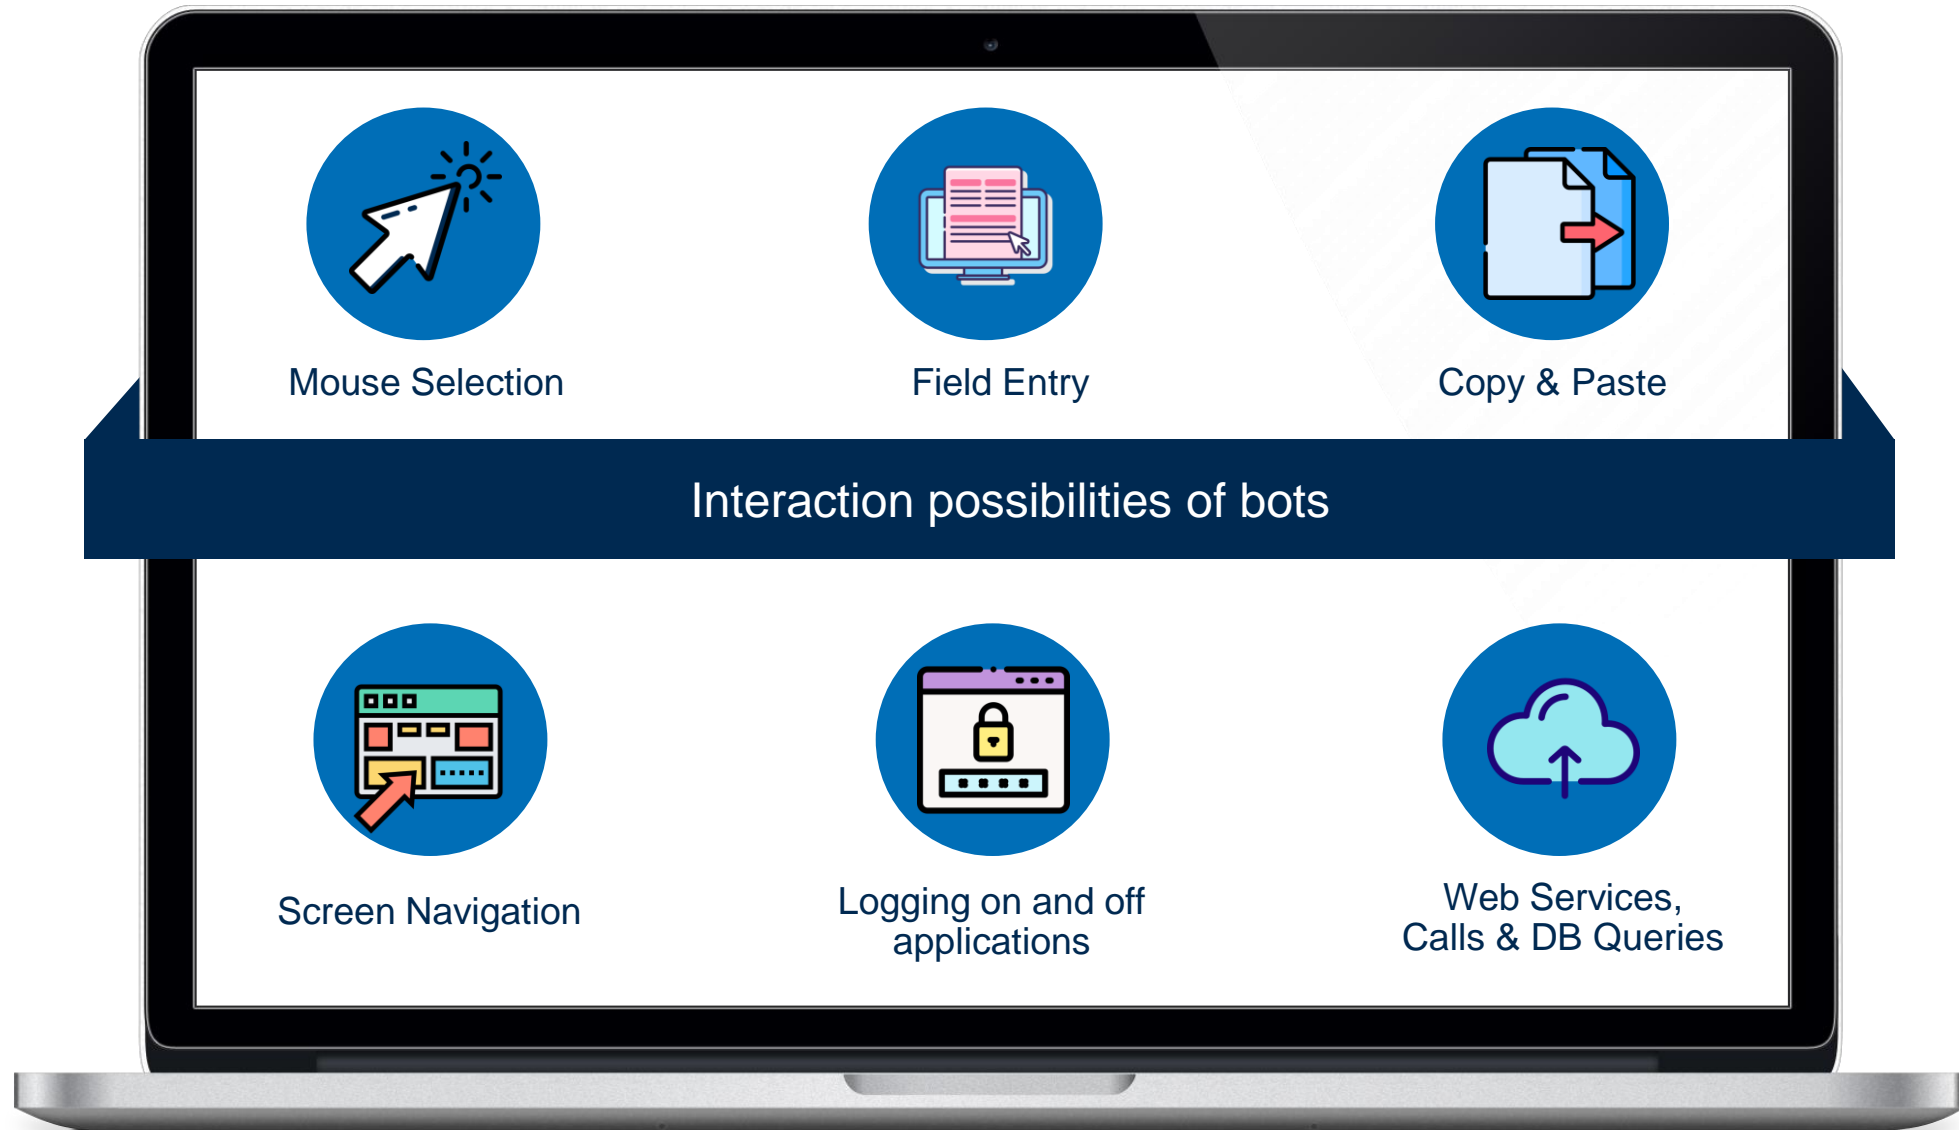 Mouse Selection
Field Entry
Copy & Paste
Interaction possibilities of bots
Screen Navigation
Logging on and off
applications
Web Services,
Calls & DB Queries